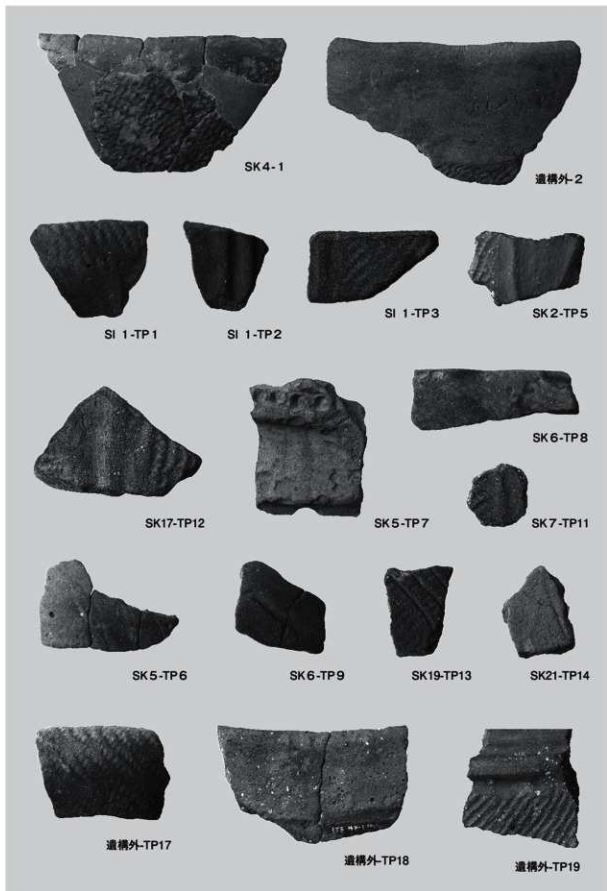 SK4-1
遺構外-2
SI 1-TP1
SI 1-TP2
SI 1-TP3
SK2-TP5
SK17-TP12
SK5-TP7
SK6-TP8
SK7-TP11
SK5-TP6
SK6-TP9
SK19-TP13
SK21-TP14
遺構外-TP17
遺構外-TP18
遺構外-TP19